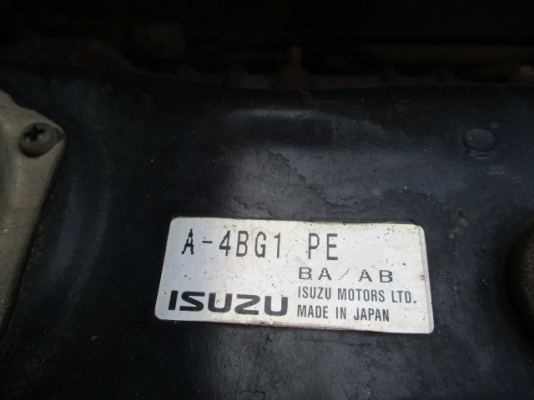 A-4BG1 PE
BA/AB
ISUZU ISUZU MOTORS LTD.
MADE IN JAPAN